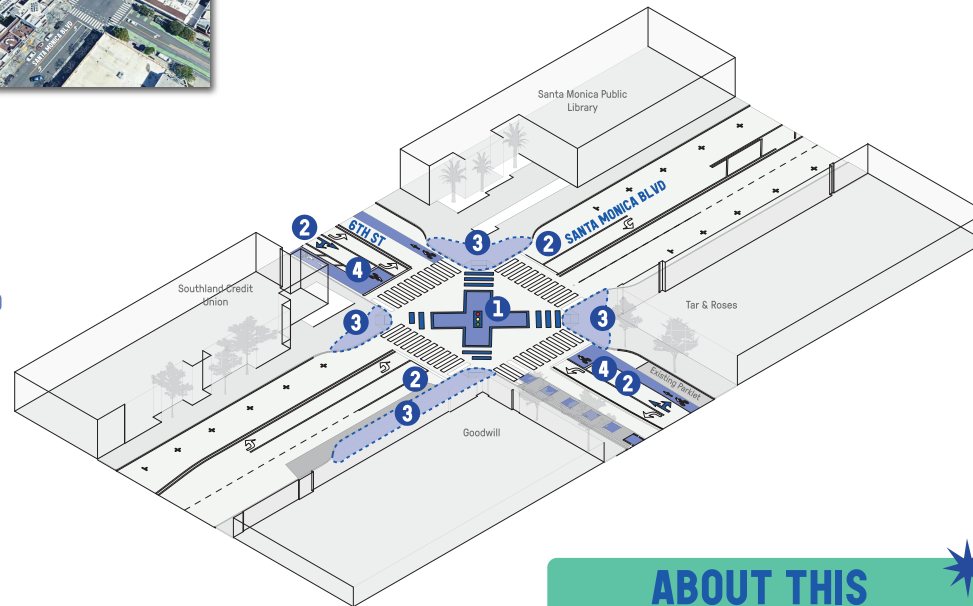 SANTA MONICA BLVD
Santa Monica Public
Library
2
6TH ST
3
2
SANTA MONICA BLVD
4
Southland Credit
Union
1
3
3
Tar & Roses
4
2
Existing Parklet
2
3
Goodwill
ABOUT THIS